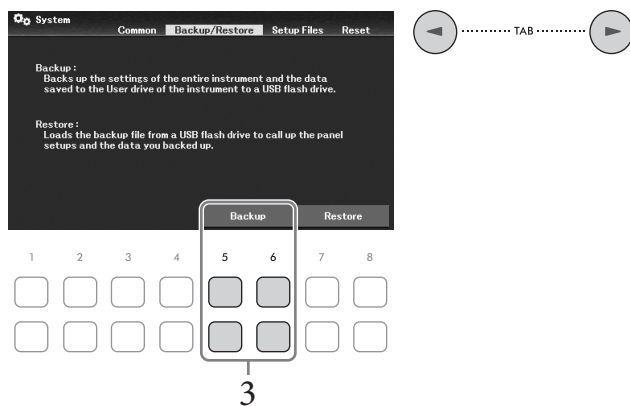 System
Common Backup/Restore Setup Files Reset
TAB
Backup :
Backs up the settings of the entire instrument and the data
saved to the User drive of the instrument to a USB flash drive.
Restore :
Loads the backup file from a USB flash drive to call up the panel
setups and the data you backed up.
Backup Restore
1 2 3 4 5 6 7 8
3